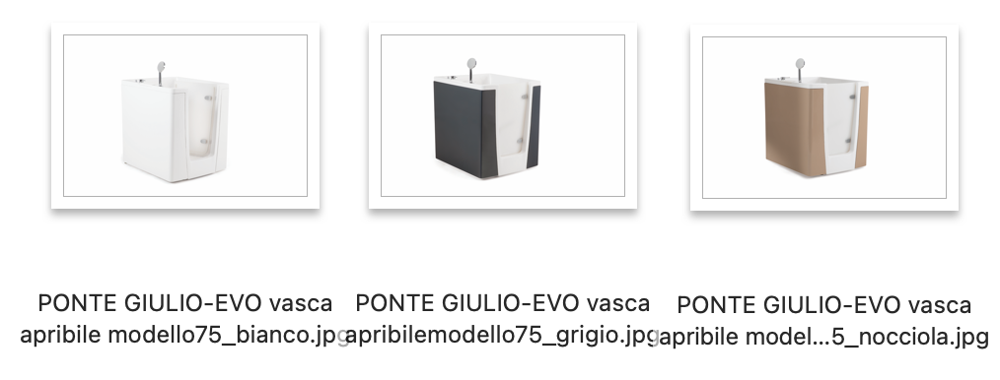 PONTE GIULIO-EVO vasca
apribile modello75_bianco.jpg
PONTE GIULIO-EVO vasca
apribilemodello75_grigio.jpg
PONTE GIULIO-EVO vasca
apribile model...5_nocciola.jpg